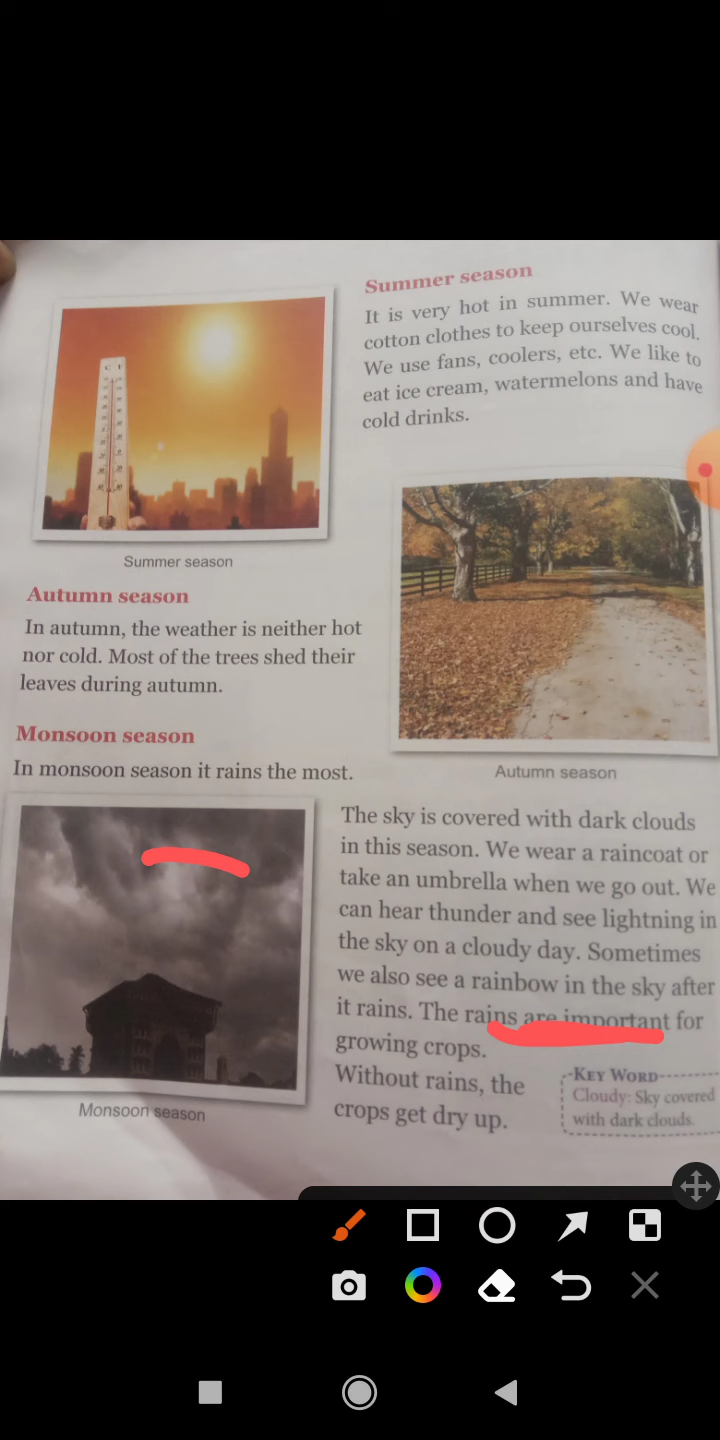 Summer season
It is very hot in summer. We wear
cotton clothes to keep ourselves cool.
We use fans, coolers, etc. We like to
eat ice cream, watermelons and have
cold drinks.
Summer season
Autumn season
In autumn, the weather is neither hot
nor cold. Most of the trees shed their
leaves during autumn.
Autumn season
Monsoon season
In monsoon season it rains the most.
The sky is covered with dark clouds
in this season. We wear a raincoat or
take an umbrella when we go out. We
can hear thunder and see lightning in
the sky on a cloudy day. Sometimes
we also see a rainbow in the sky after
it rains. The rains are important for
growing crops.
Without rains, the
crops get dry up.
Monsoon season
KEY WORD
Cloudy: Sky covered
with dark clouds.